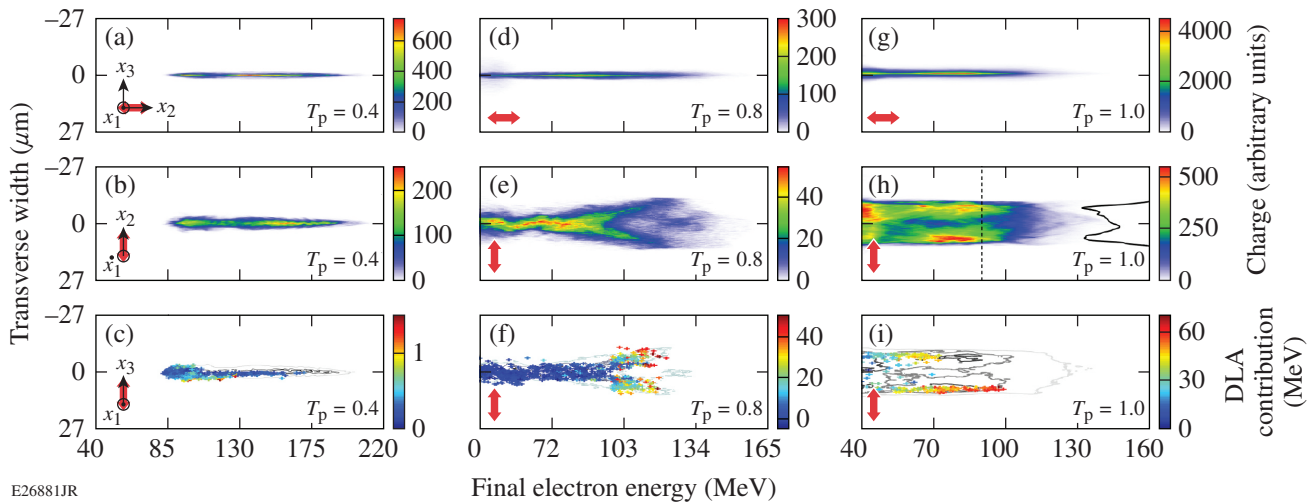 -27
0
27
(a)
x3
x2
x1
Tp = 0.4
600
400
200
0
(d)
Tp = 0.8
300
200
100
0
(g)
Tp = 1.0
4000
2000
0
Transverse width (μm)
-27
0
27
(b)
x2
x1
Tp = 0.4
200
100
0
(e)
Tp = 0.8
40
20
0
(h)
Tp = 1.0
500
250
0
Charge (arbitrary units)
-27
0
27
(c)
x3
x1
Tp = 0.4
1
0
(f)
Tp = 0.8
40
20
0
(i)
Tp = 1.0
60
30
0
DLA
contribution
(MeV)
40 85 130 175 220
0 72 103 134 165
40 70 100 130 160
Final electron energy (MeV)
E26881JR